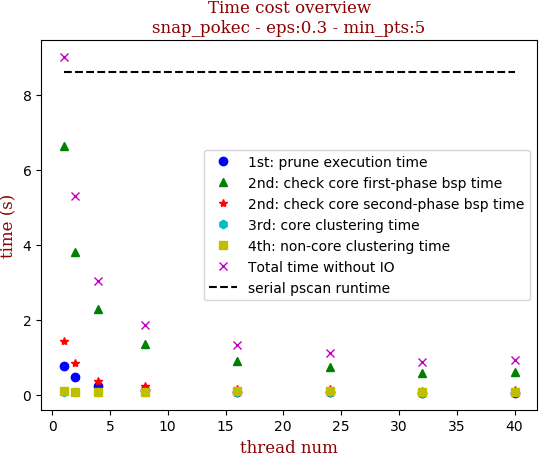 Time cost overview
snap_pokec - eps:0.3 - min_pts:5
time (s)
8
6
4
2
0
1st: prune execution time
2nd: check core first-phase bsp time
2nd: check core second-phase bsp time
3rd: core clustering time
4th: non-core clustering time
Total time without IO
serial pscan runtime
0 5 10 15 20 25 30 35 40
thread num